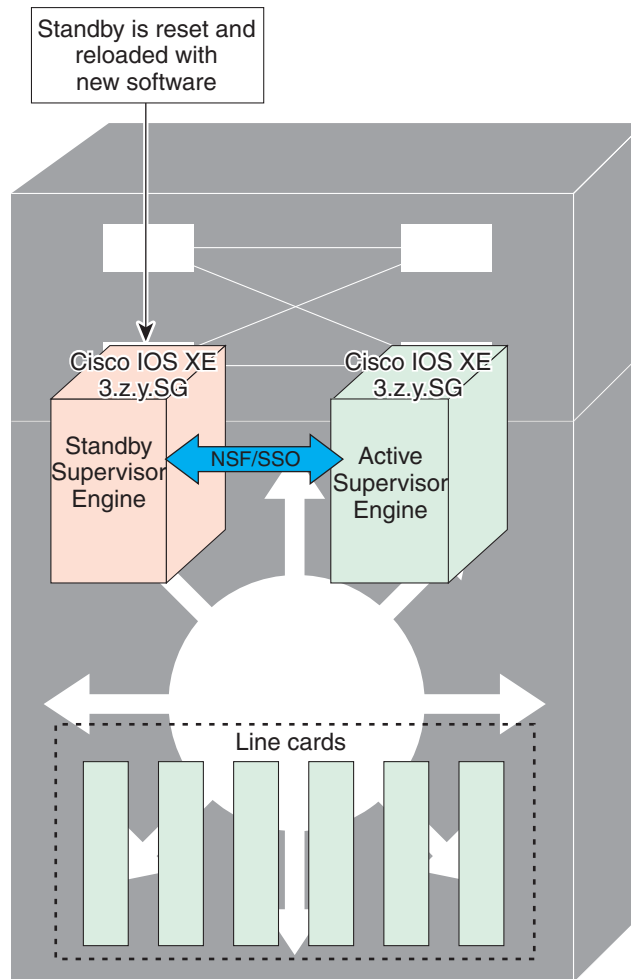 Standby is reset and
reloaded with
new software
Cisco IOS XE
3.z.y.SG
Cisco IOS XE
3.z.y.SG
Standby
Supervisor
Engine
NSF/SSO
Active
Supervisor
Engine
Line cards